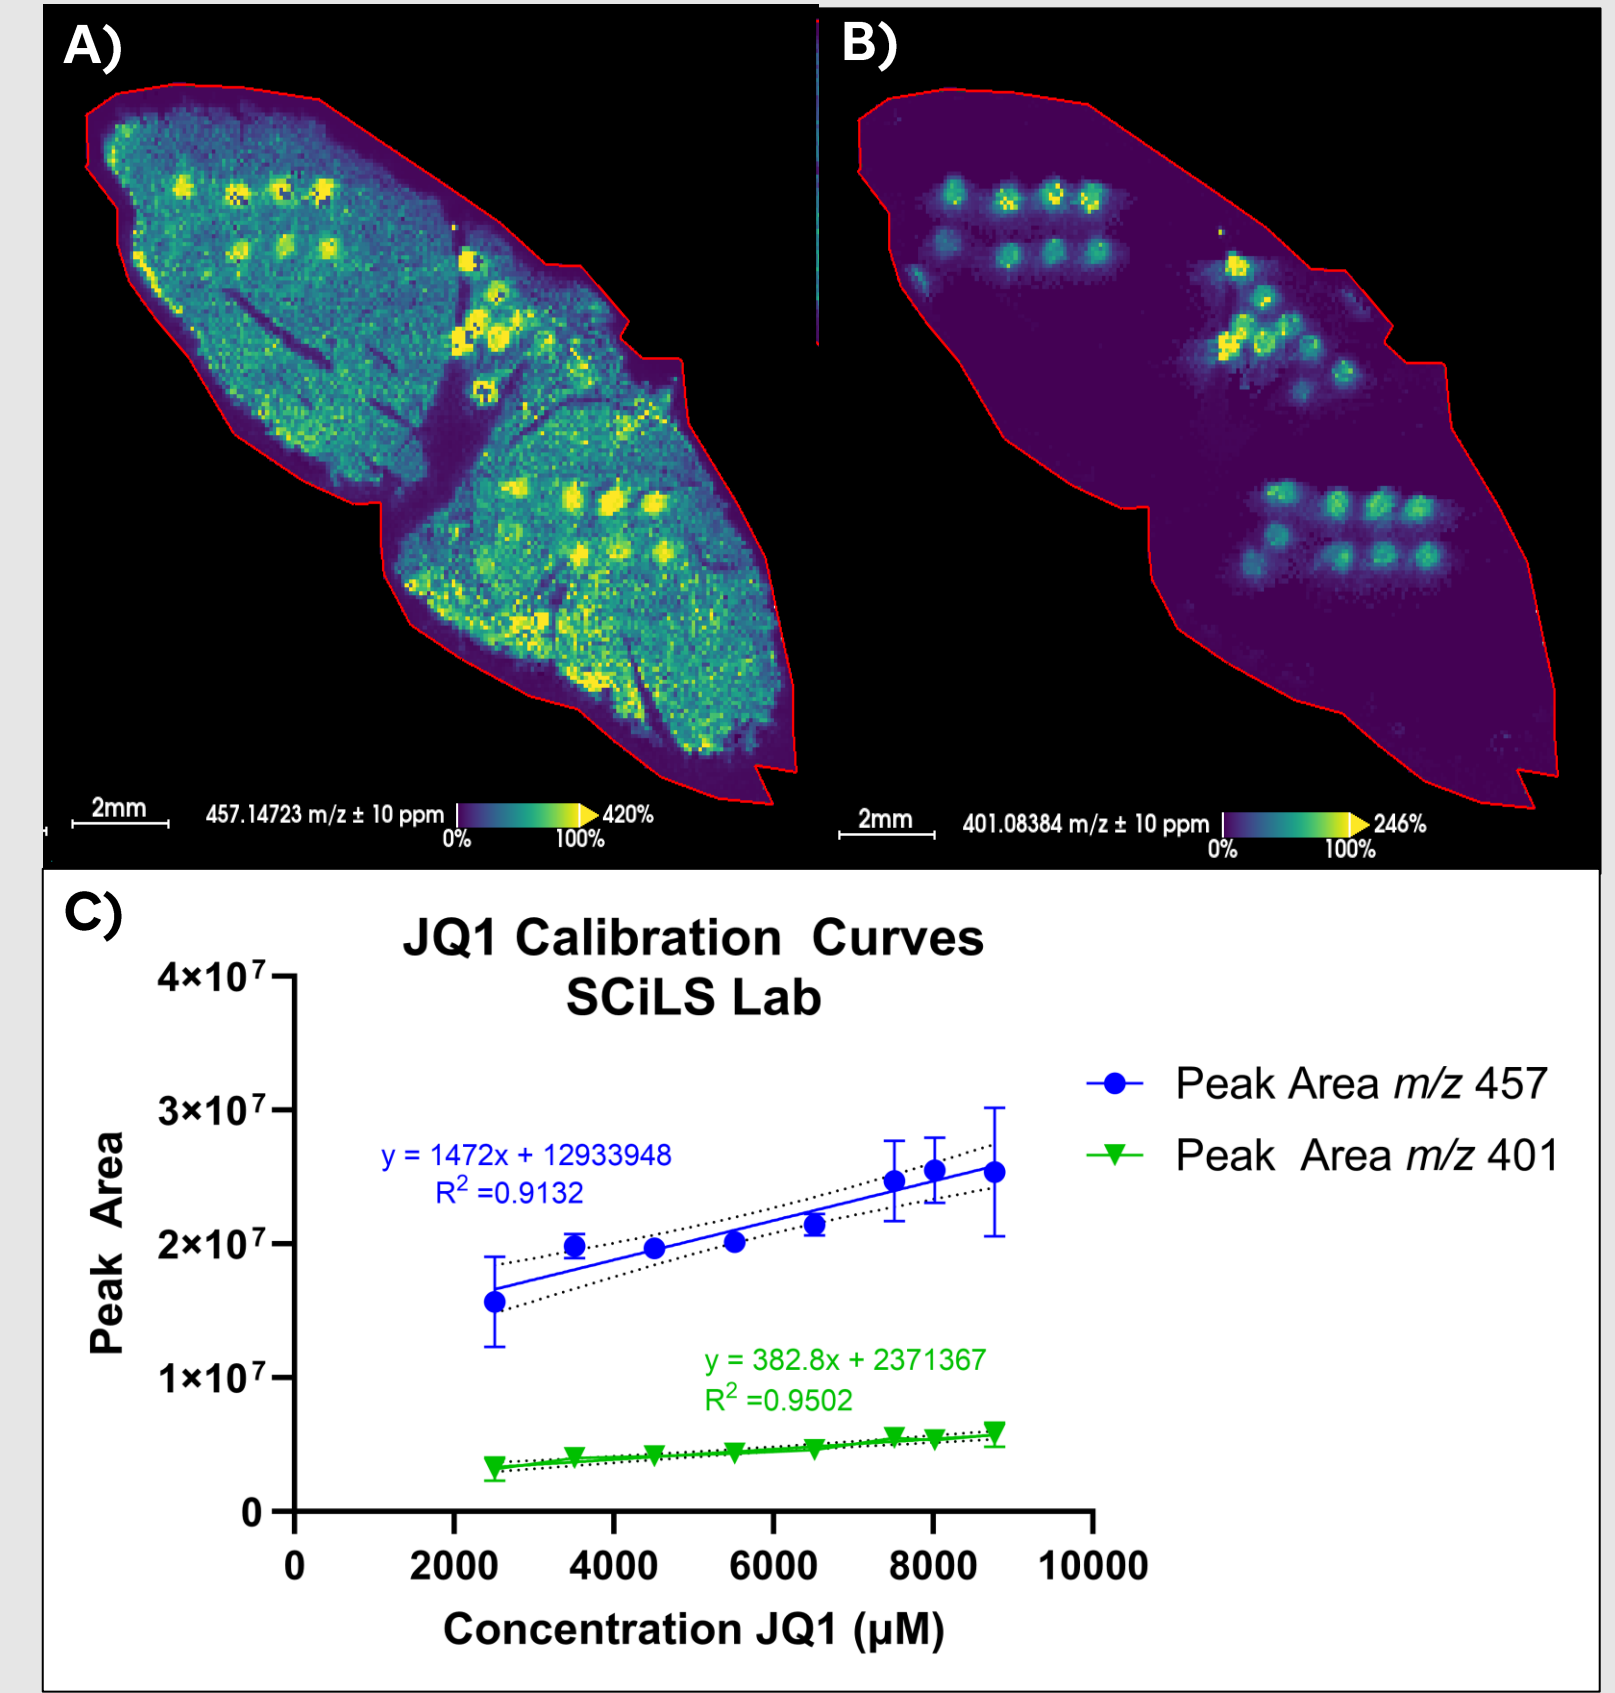 A)
B)
2mm
457.14723 m/z ± 10 ppm
420%
0%
100%
2mm
401.08384 m/z ± 10 ppm
246%
0%
100%
C)
JQ1 Calibration Curves
SCiLS Lab
4×10⁷
3×10⁷
2×10⁷
1×10⁷
0
Peak Area
y = 1472x + 12933948
R² =0.9132
y = 382.8x + 2371367
R² =0.9502
Peak Area m/z 457
Peak Area m/z 401
0
2000
4000
6000
8000
10000
Concentration JQ1 (µM)